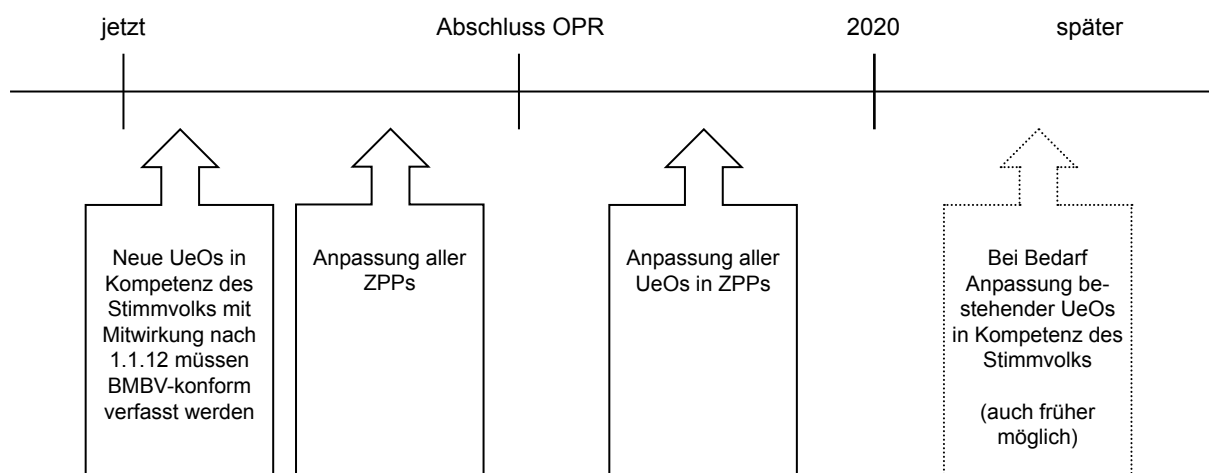 jetzt
Abschluss OPR
2020
später
Neue UeOs in
Kompetenz des
Stimmvolks mit
Mitwirkung nach
1.1.12 müssen
BMBV-konform
verfasst werden
Anpassung aller
ZPPs
Anpassung aller
UeOs in ZPPs
Bei Bedarf
Anpassung be-
stehender UeOs
in Kompetenz des
Stimmvolks
(auch früher
möglich)